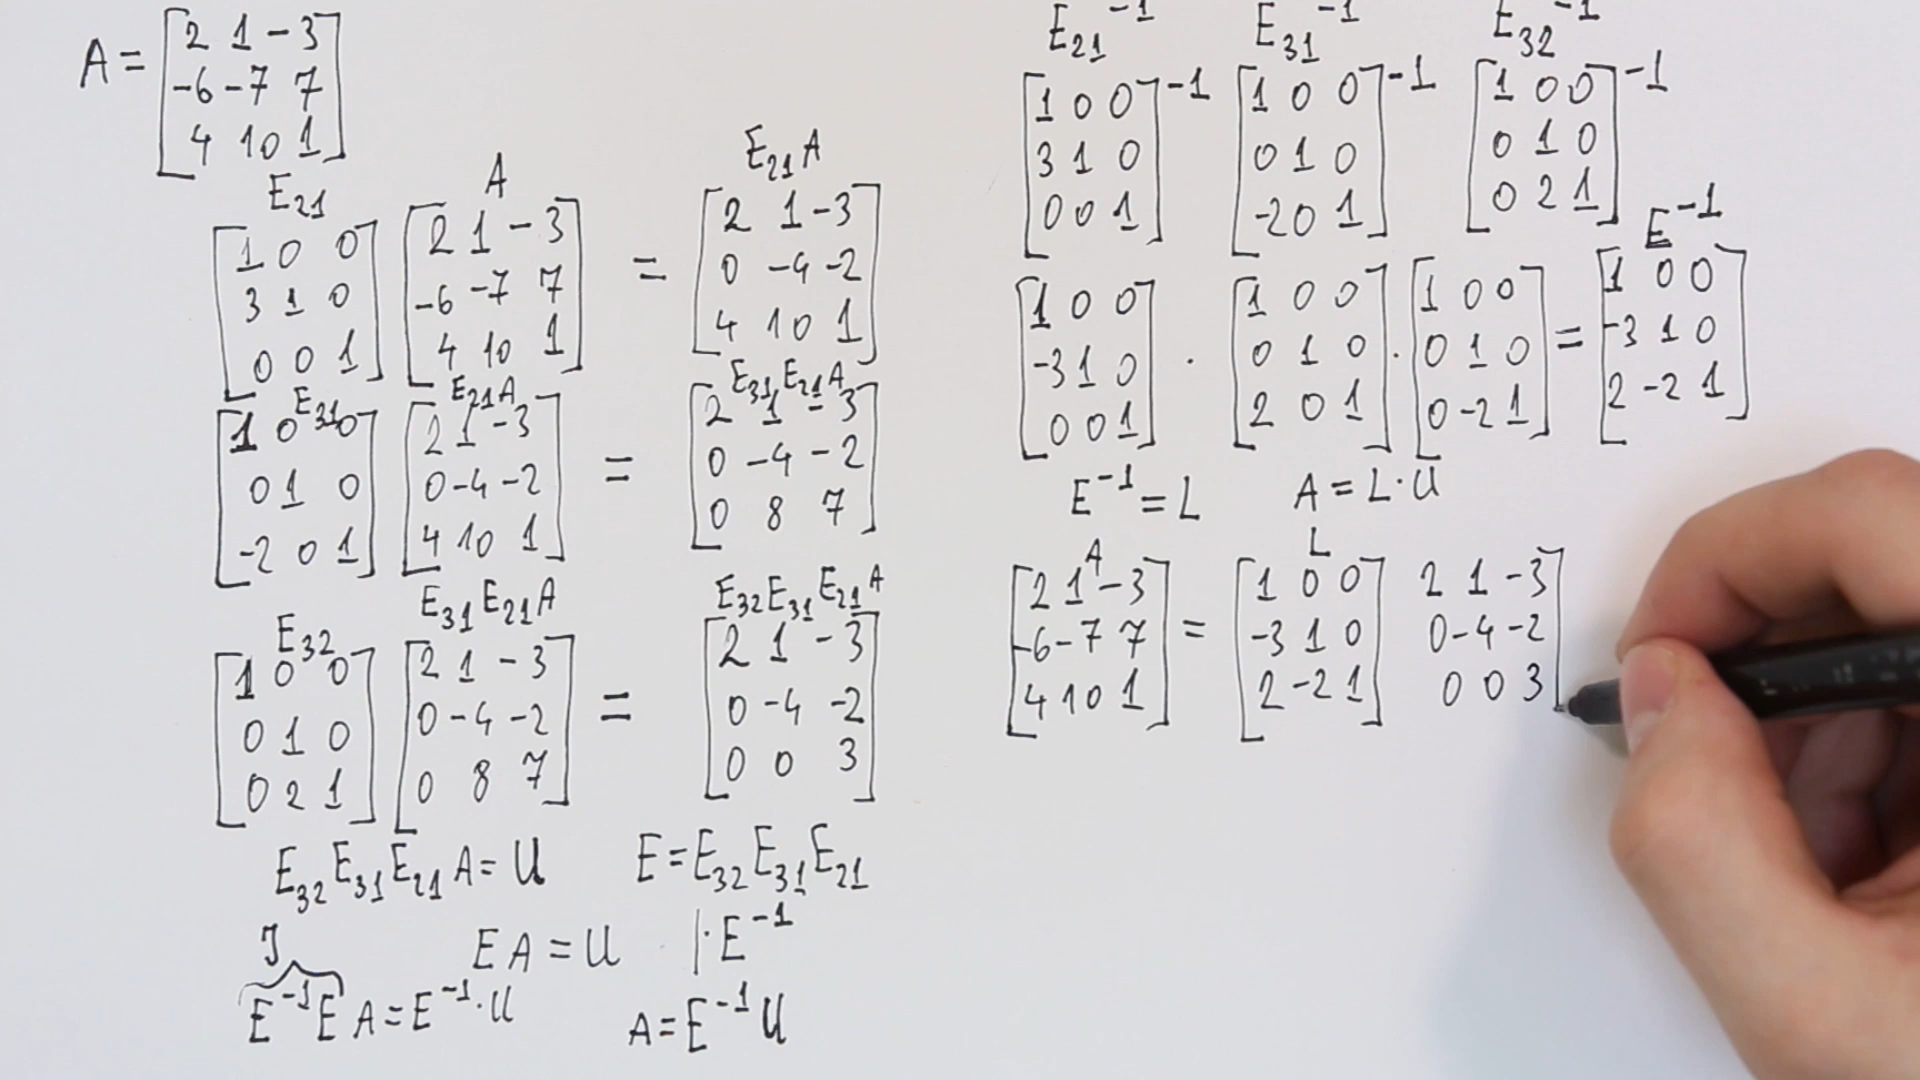 A = [2 1 -3
-6 -7 7
4 10 1]
E21 A E21A
[1 0 0 [2 1 -3 [2 1 -3
3 1 0 -6 -7 7 = 0 -4 -2
0 0 1] 4 10 1] 4 10 1]
E31 E21A E31E21A
[1 0 0 [2 1 -3 [2 1 -3
0 1 0 0 -4 -2 = 0 -4 -2
-2 0 1] 4 10 1] 0 8 7]
E32 E31E21A E32E31E21A
[1 0 0 [2 1 -3 [2 1 -3
0 1 0 0 -4 -2 = 0 -4 -2
0 2 1] 0 8 7] 0 0 3]
E32E31E21A=U E=E32E31E21
I EA=U |·E^-1
E^-1E A=E^-1·U A=E^-1U
E21^-1 E31^-1 E32^-1
[1 0 0 ]^-1 [1 0 0 ]^-1 [1 0 0 ]^-1
3 1 0 0 1 0 0 1 0
0 0 1 -2 0 1 0 2 1
E^-1
[1 0 0 [1 0 0 [1 0 0 [1 0 0
-3 1 0 · 0 1 0 · 0 1 0 = -3 1 0
0 0 1] 2 0 1] 0 -2 1] 2 -2 1]
E^-1=L A=L·U
A L
[2 1 -3 [1 0 0 2 1 -3
-6 -7 7 = -3 1 0 0 -4 -2
4 10 1] 2 -2 1] 0 0 3]